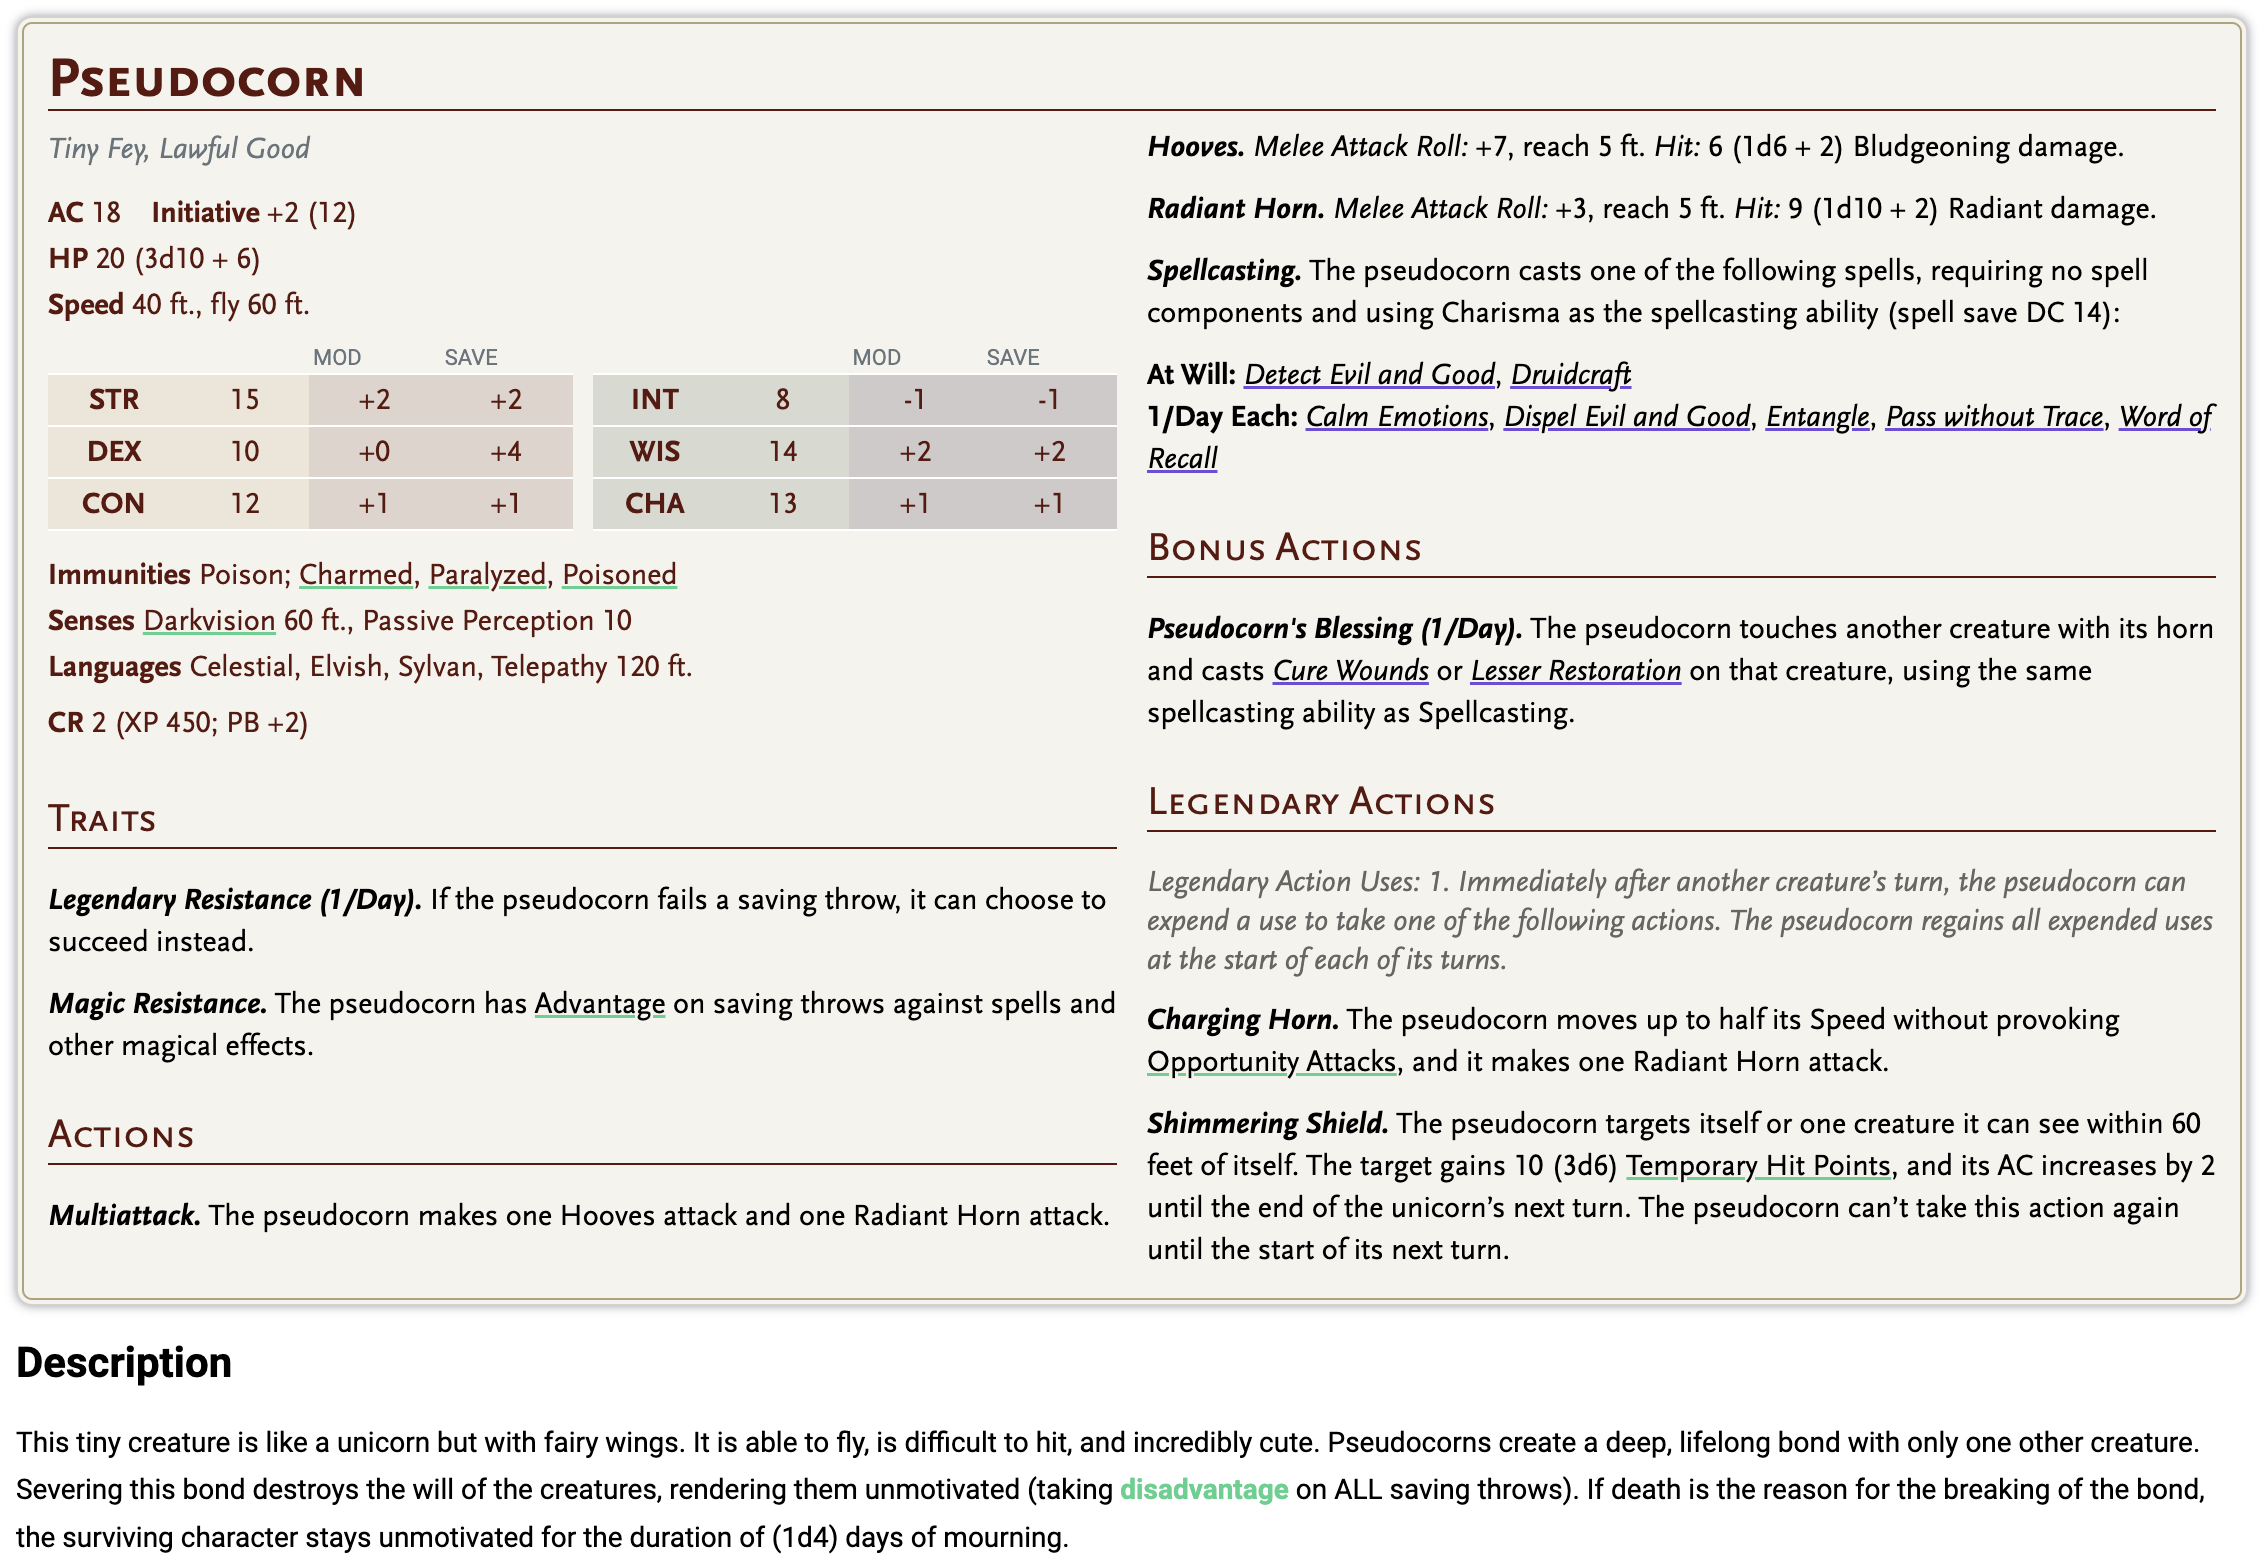 Pseudocorn
Tiny Fey, Lawful Good
AC 18 Initiative +2 (12)
HP 20 (3d10 + 6)
Speed 40 ft., fly 60 ft.
MOD SAVE MOD SAVE
STR 15 +2 +2 INT 8 -1 -1
DEX 10 +0 +4 WIS 14 +2 +2
CON 12 +1 +1 CHA 13 +1 +1
Immunities Poison; Charmed, Paralyzed, Poisoned
Senses Darkvision 60 ft., Passive Perception 10
Languages Celestial, Elvish, Sylvan, Telepathy 120 ft.
CR 2 (XP 450; PB +2)
Traits
Legendary Resistance (1/Day). If the pseudocorn fails a saving throw, it can choose to
succeed instead.
Magic Resistance. The pseudocorn has Advantage on saving throws against spells and
other magical effects.
Actions
Multiattack. The pseudocorn makes one Hooves attack and one Radiant Horn attack.
Hooves. Melee Attack Roll: +7, reach 5 ft. Hit: 6 (1d6 + 2) Bludgeoning damage.
Radiant Horn. Melee Attack Roll: +3, reach 5 ft. Hit: 9 (1d10 + 2) Radiant damage.
Spellcasting. The pseudocorn casts one of the following spells, requiring no spell
components and using Charisma as the spellcasting ability (spell save DC 14):
At Will: Detect Evil and Good, Druidcraft
1/Day Each: Calm Emotions, Dispel Evil and Good, Entangle, Pass without Trace, Word of
Recall
Bonus Actions
Pseudocorn's Blessing (1/Day). The pseudocorn touches another creature with its horn
and casts Cure Wounds or Lesser Restoration on that creature, using the same
spellcasting ability as Spellcasting.
Legendary Actions
Legendary Action Uses: 1. Immediately after another creature’s turn, the pseudocorn can
expend a use to take one of the following actions. The pseudocorn regains all expended uses
at the start of each of its turns.
Charging Horn. The pseudocorn moves up to half its Speed without provoking
Opportunity Attacks, and it makes one Radiant Horn attack.
Shimmering Shield. The pseudocorn targets itself or one creature it can see within 60
feet of itself. The target gains 10 (3d6) Temporary Hit Points, and its AC increases by 2
until the end of the unicorn’s next turn. The pseudocorn can’t take this action again
until the start of its next turn.
Description
This tiny creature is like a unicorn but with fairy wings. It is able to fly, is difficult to hit, and incredibly cute. Pseudocorns create a deep, lifelong bond with only one other creature.
Severing this bond destroys the will of the creatures, rendering them unmotivated (taking disadvantage on ALL saving throws). If death is the reason for the breaking of the bond,
the surviving character stays unmotivated for the duration of (1d4) days of mourning.